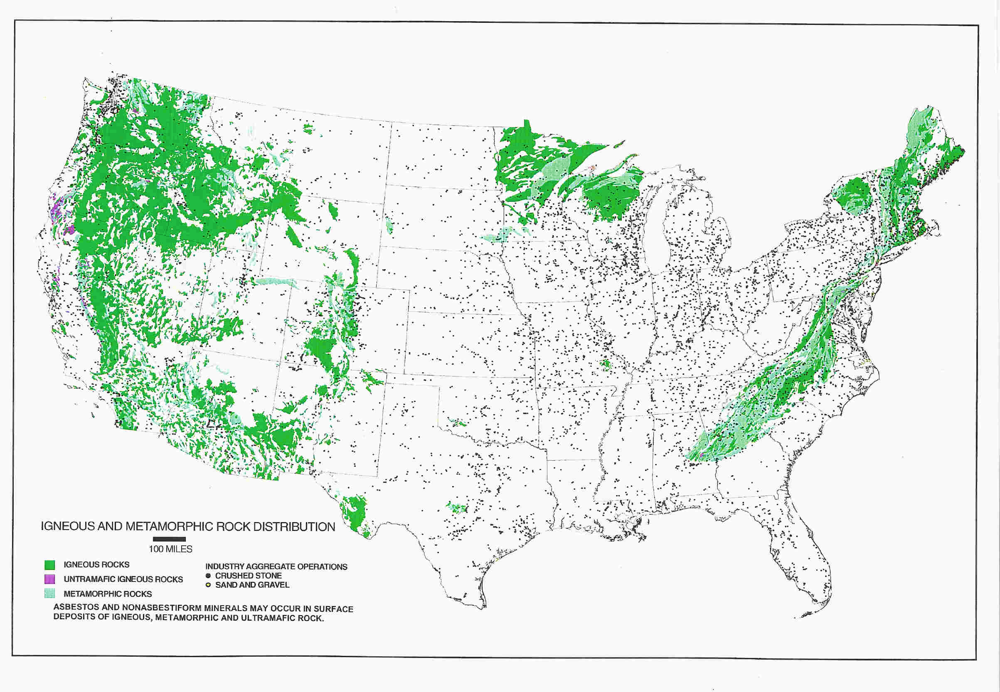 IGNEOUS AND METAMORPHIC ROCK DISTRIBUTION
100 MILES
IGNEOUS ROCKS
UNTRAMAFIC IGNEOUS ROCKS
METAMORPHIC ROCKS
INDUSTRY AGGREGATE OPERATIONS
CRUSHED STONE
SAND AND GRAVEL
ASBESTOS AND NONASBESTIFORM MINERALS MAY OCCUR IN SURFACE
DEPOSITS OF IGNEOUS, METAMORPHIC AND ULTRAMAFIC ROCK.